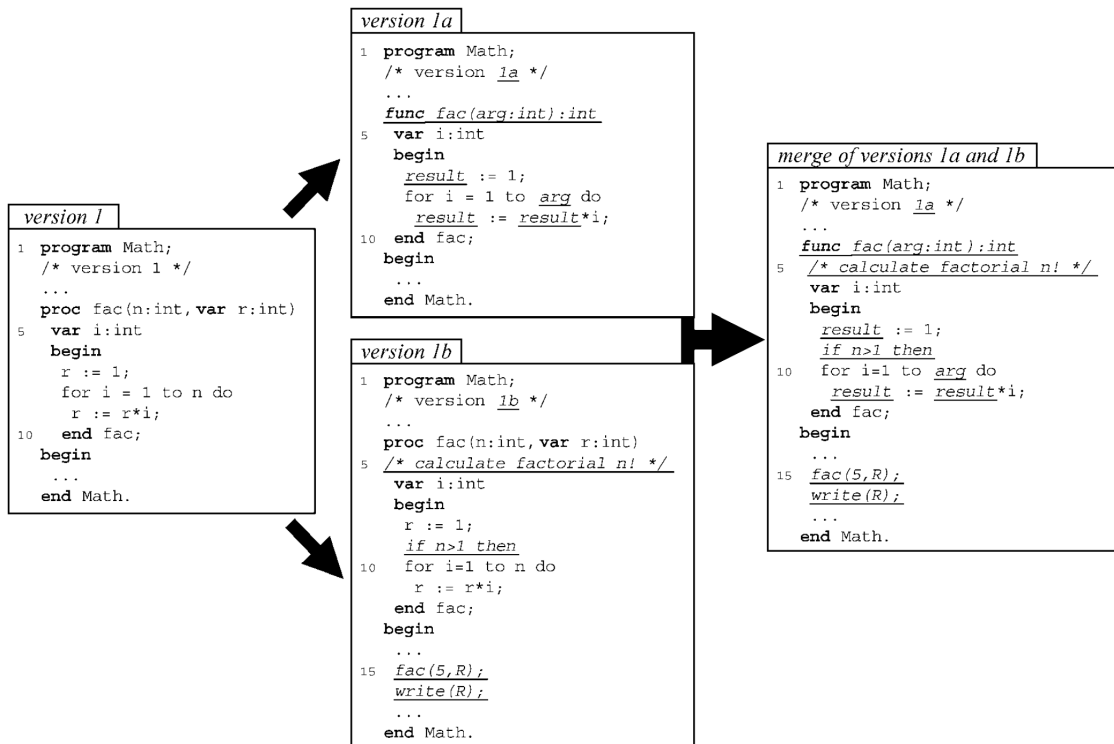 version 1
1 program Math;
/* version 1 */
...
proc fac(n:int,var r:int)
5 var i:int
begin
r := 1;
for i = 1 to n do
r := r*i;
10 end fac;
begin
...
end Math.
version 1a
1 program Math;
/* version 1a */
...
func fac(arg:int):int
5 var i:int
begin
result := 1;
for i = 1 to arg do
result := result*i;
10 end fac;
begin
...
end Math.
version 1b
1 program Math;
/* version 1b */
...
proc fac(n:int,var r:int)
5 /* calculate factorial n! */
var i:int
begin
r := 1;
if n>1 then
10 for i=1 to n do
r := r*i;
end fac;
begin
...
15 fac(5,R);
write(R);
...
end Math.
merge of versions 1a and 1b
1 program Math;
/* version 1a */
...
func fac(arg:int):int
5 /* calculate factorial n! */
var i:int
begin
result := 1;
if n>1 then
10 for i=1 to arg do
result := result*i;
end fac;
begin
...
15 fac(5,R);
write(R);
...
end Math.